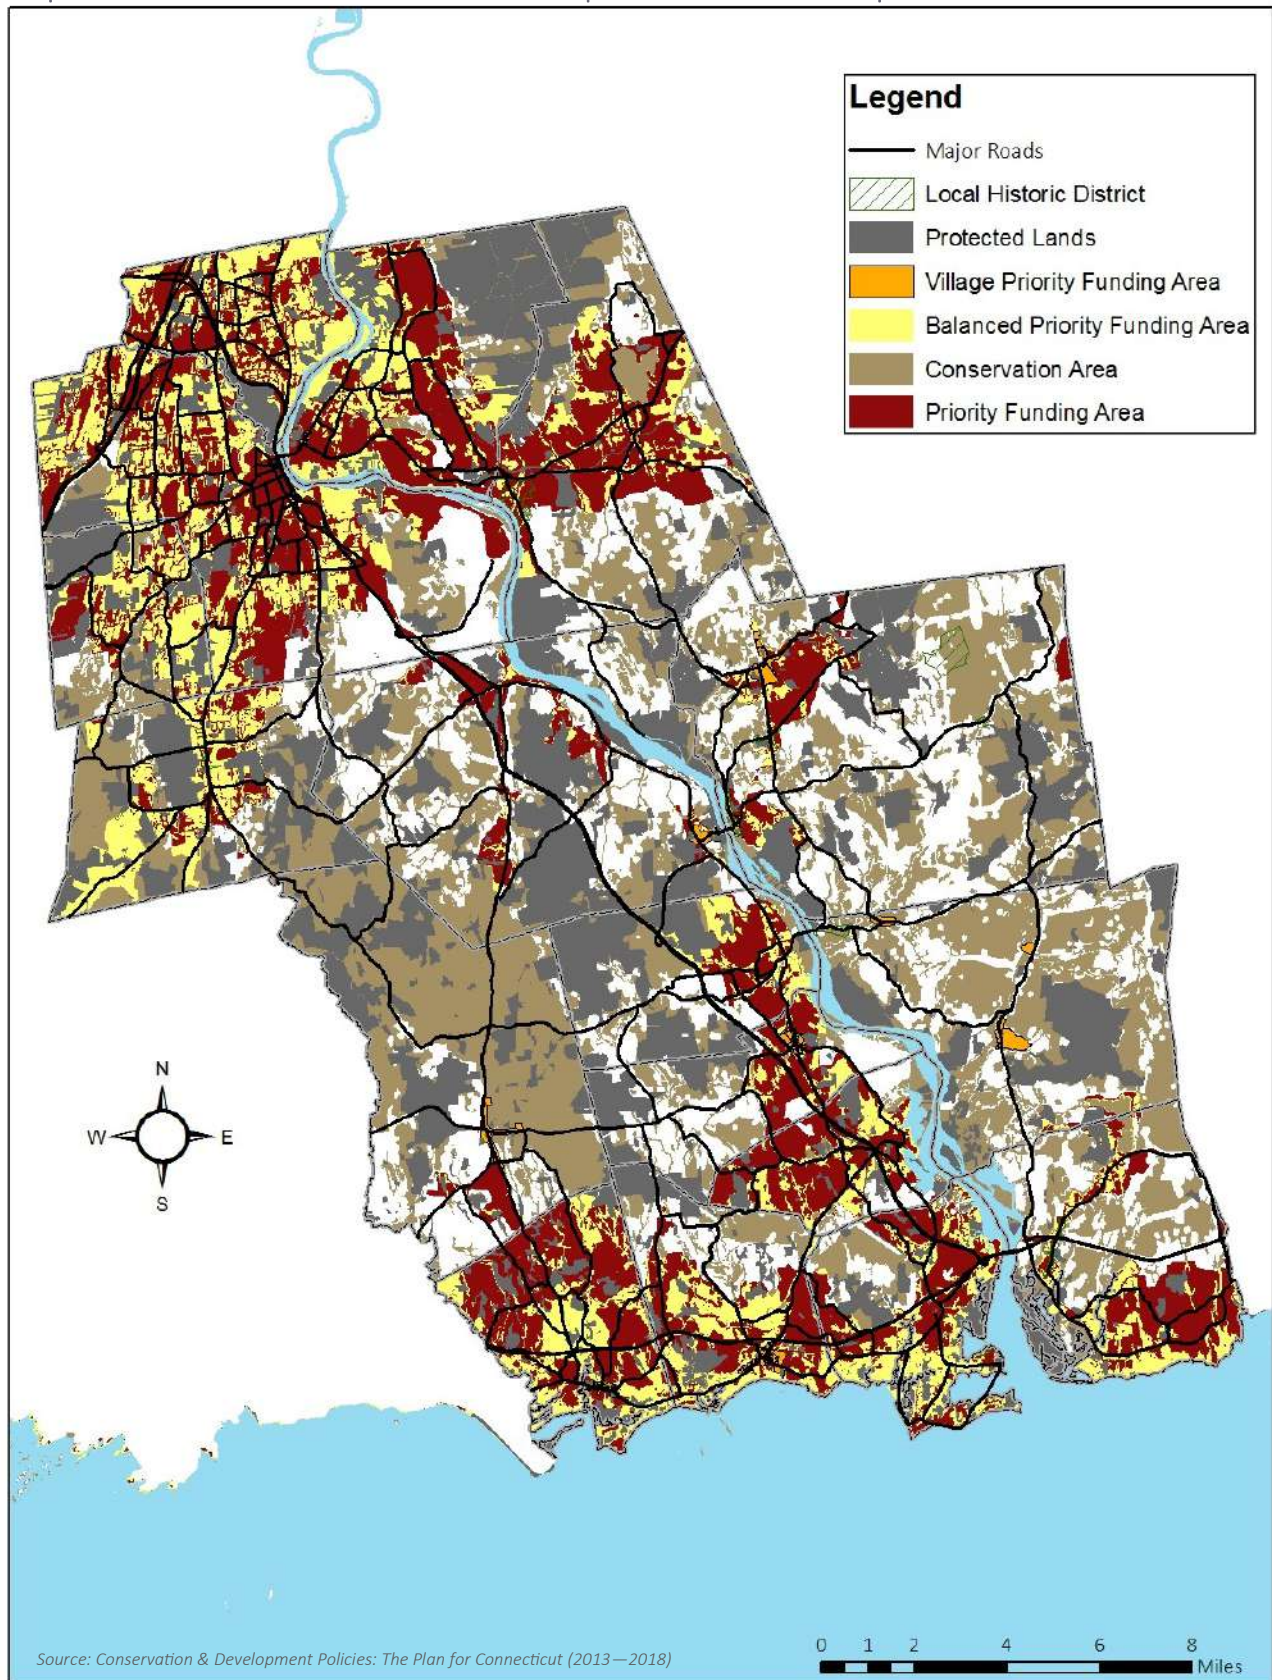 Legend
Major Roads
Local Historic District
Protected Lands
Village Priority Funding Area
Balanced Priority Funding Area
Conservation Area
Priority Funding Area
N
W E
S
0 1 2 4 6 8
Miles
Source: Conservation & Development Policies: The Plan for Connecticut (2013—2018)